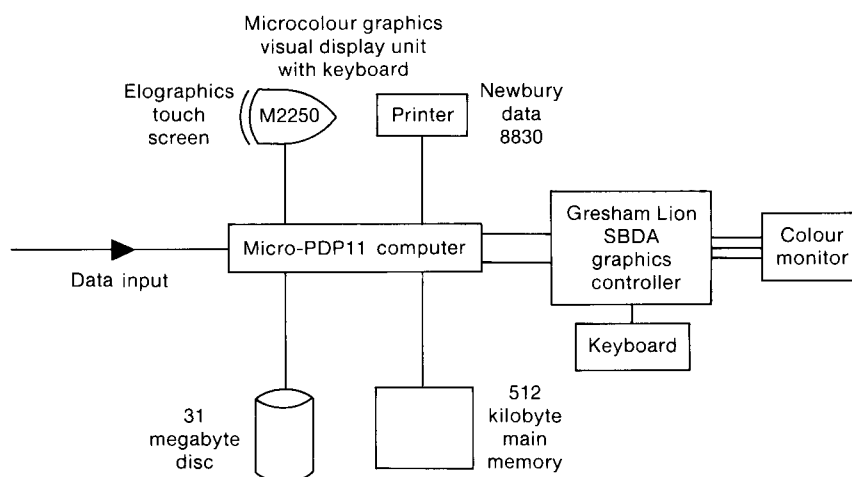 Microcolour graphics
visual display unit
with keyboard
Elographics
touch
screen
M2250
Printer
Newbury
data
8830
Data input
Micro-PDP11 computer
Gresham Lion
SBDA
graphics
controller
Colour
monitor
Keyboard
31
megabyte
disc
512
kilobyte
main
memory